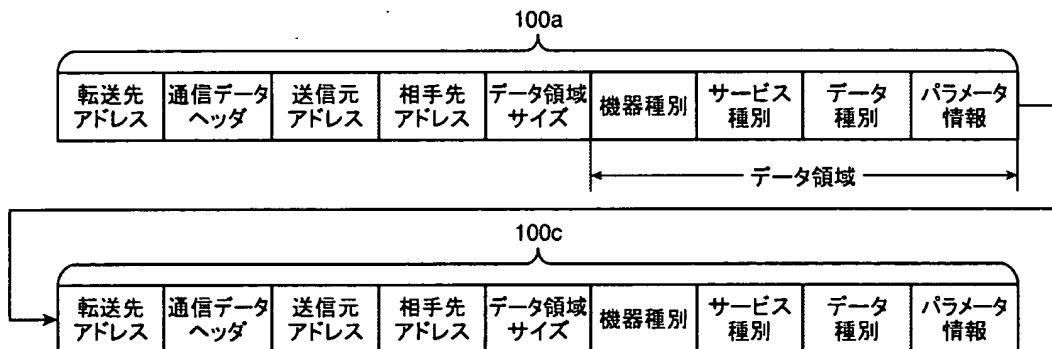 100a
転送先
アドレス
通信データ
ヘッダ
送信元
アドレス
相手先
アドレス
データ領域
サイズ
機器種別
サービス
種別
データ
種別
パラメータ
情報
データ領域
100c
転送先
アドレス
通信データ
ヘッダ
送信元
アドレス
相手先
アドレス
データ領域
サイズ
機器種別
サービス
種別
データ
種別
パラメータ
情報